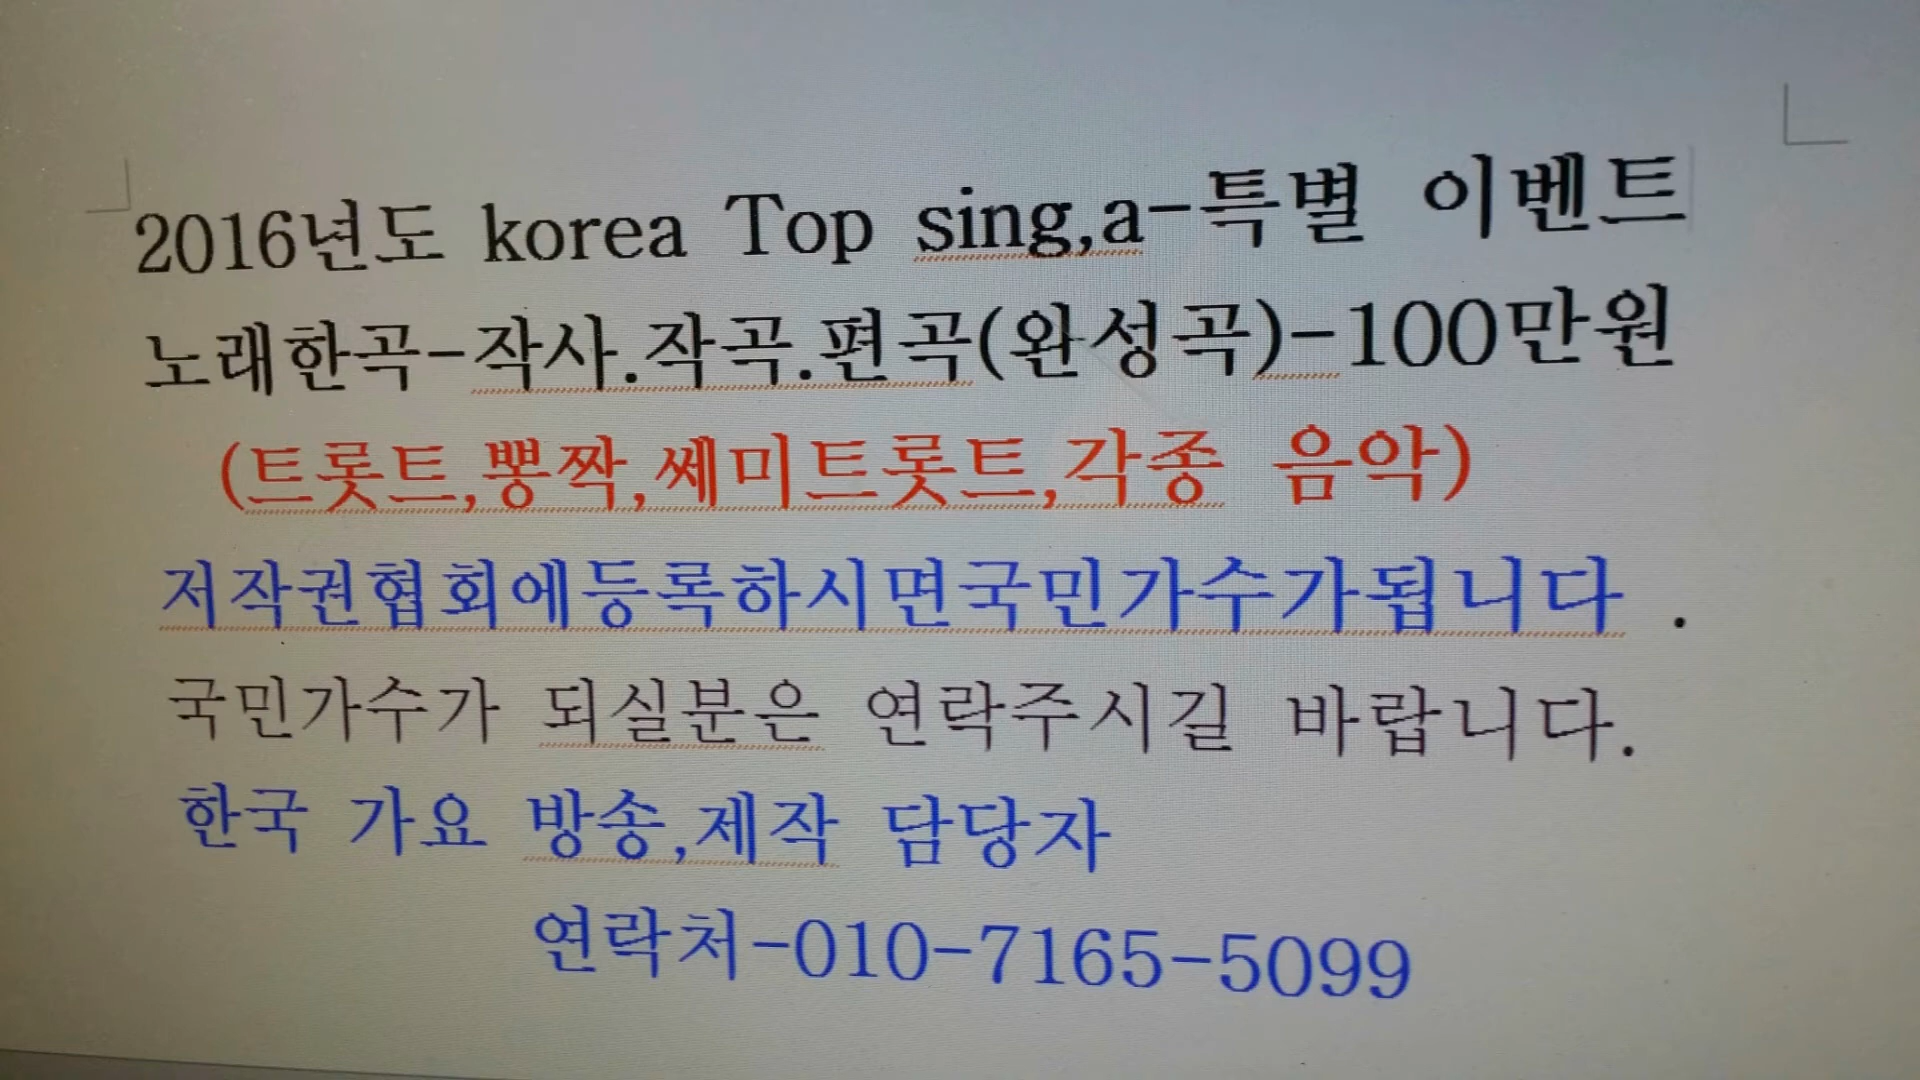 2016년도 korea Top sing,a-특별 이벤트
노래한곡-작사.작곡.편곡(완성곡)-100만원
(트롯트,뽕짝,쎄미트롯트,각종 음악)
저작권협회에등록하시면국민가수가됩니다 .
국민가수가 되실분은 연락주시길 바랍니다.
한국 가요 방송,제작 담당자
연락처-010-7165-5099